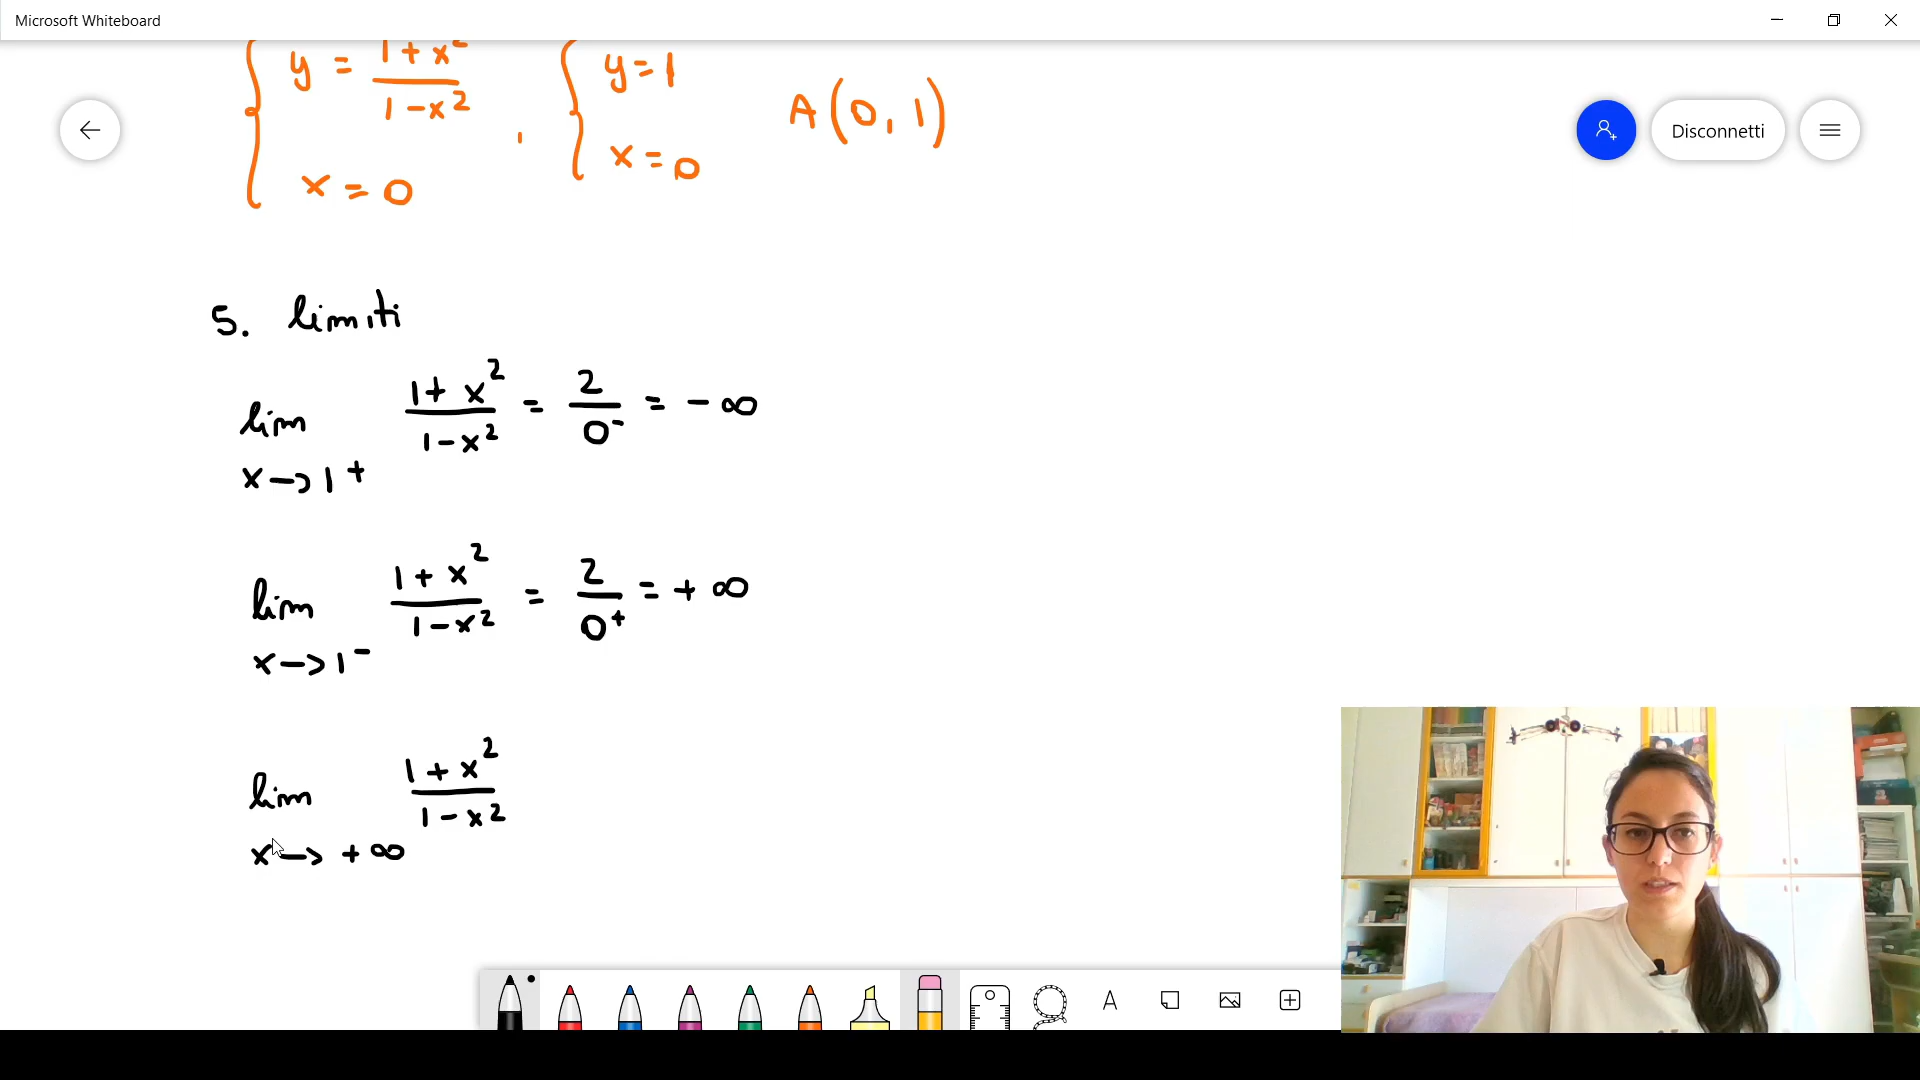 Microsoft Whiteboard
{ y = 1 + x² / 1 - x² , { y = 1 A (0, 1)
x = 0 x = 0
Disconnetti
5. limiti
lim x -> 1⁺ 1 + x² / 1 - x² = 2 / 0⁻ = - ∞
lim x -> 1⁻ 1 + x² / 1 - x² = 2 / 0⁺ = + ∞
lim x -> + ∞ 1 + x² / 1 - x²